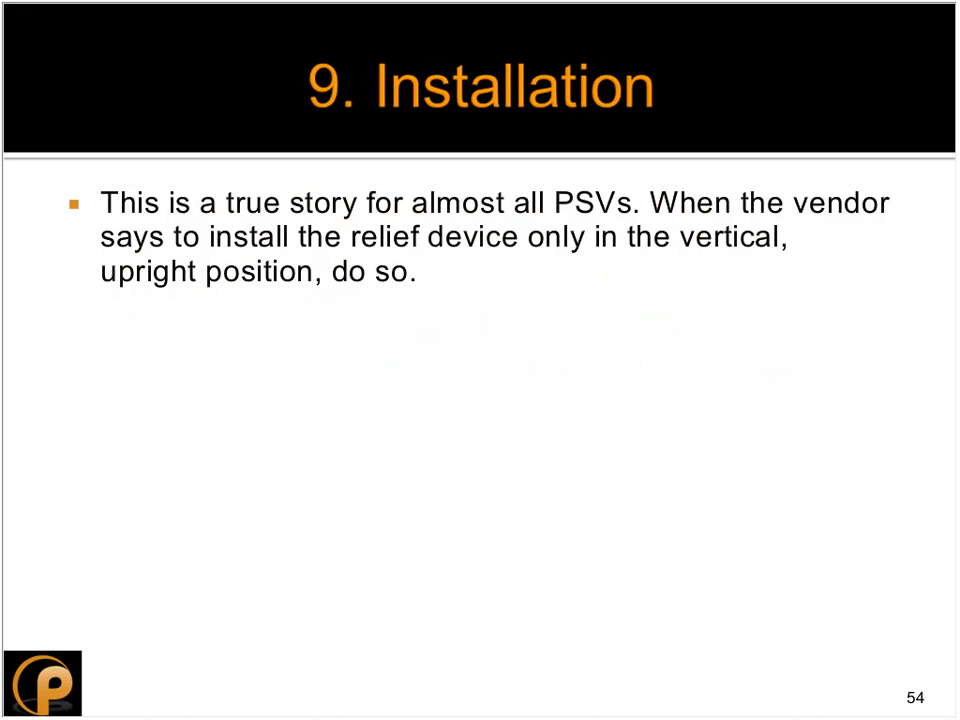 9. Installation
This is a true story for almost all PSVs. When the vendor
says to install the relief device only in the vertical,
upright position, do so.
P
54